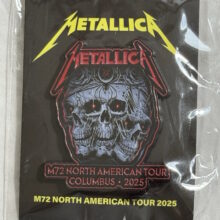 METALLICA
METALLICA
M72 NORTH AMERICAN TOUR
COLUMBUS • 2025
M72 NORTH AMERICAN TOUR 2025